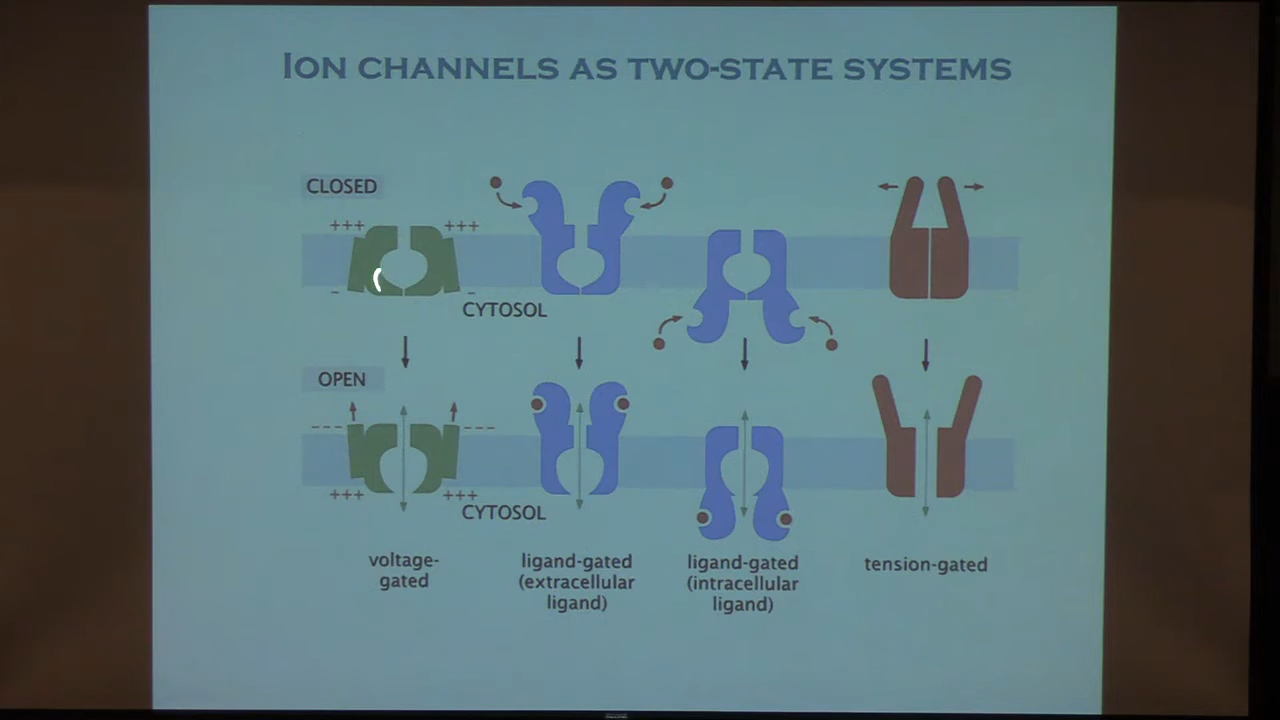 ION CHANNELS AS TWO-STATE SYSTEMS
CLOSED
+++
+++
–
–
CYTOSOL
OPEN
– – –
– – –
+++
+++
CYTOSOL
voltage-
gated
ligand-gated
(extracellular
ligand)
ligand-gated
(intracellular
ligand)
tension-gated